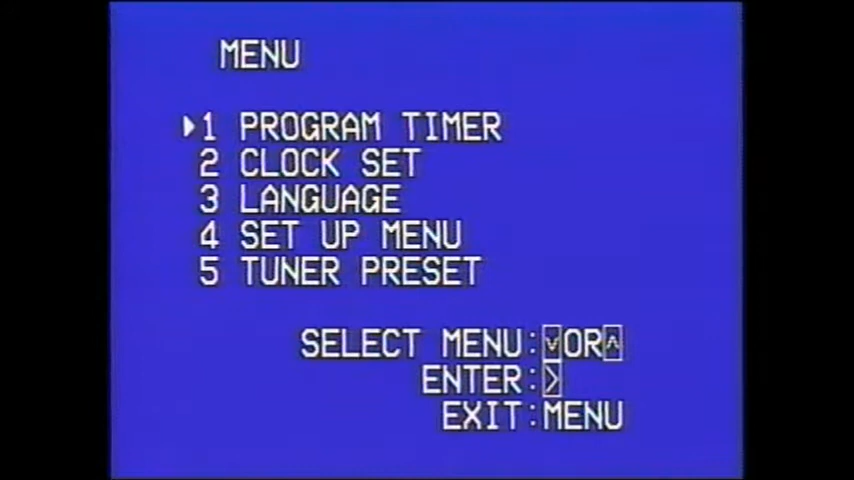 MENU
▶1 PROGRAM TIMER
2 CLOCK SET
3 LANGUAGE
4 SET UP MENU
5 TUNER PRESET
SELECT MENU:∨OR∧
ENTER:>
EXIT:MENU